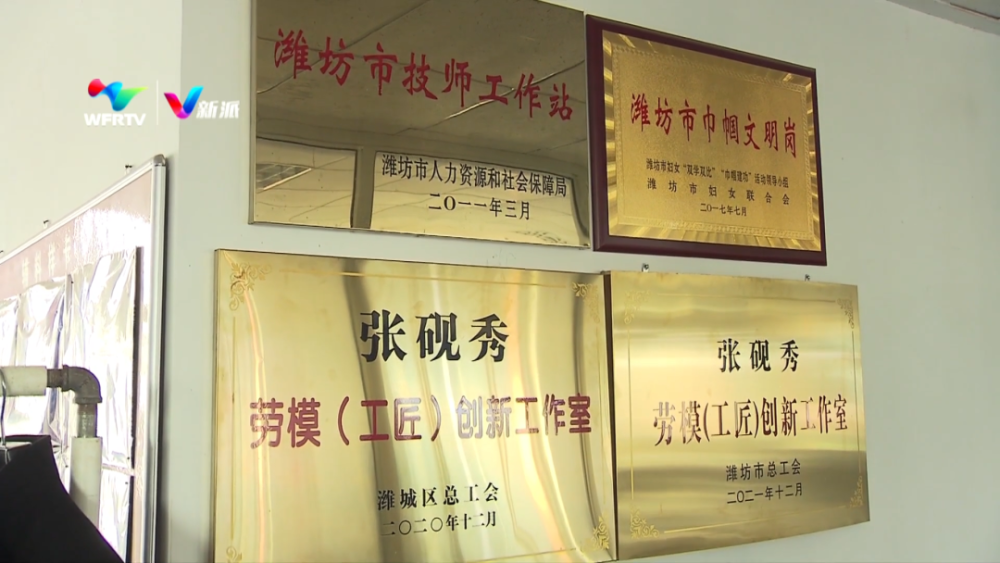 WFRTV
新派
潍坊市技师工作站
潍坊市人力资源和社会保障局
二〇一一年三月
潍坊市巾帼文明岗
潍坊市妇女“双学双比”“巾帼建功”活动领导小组
潍坊市妇女联合会
二〇一七年七月
张砚秀
劳模（工匠）创新工作室
潍城区总工会
二〇二〇年十二月
张砚秀
劳模(工匠)创新工作室
潍坊市总工会
二〇二一年十二月